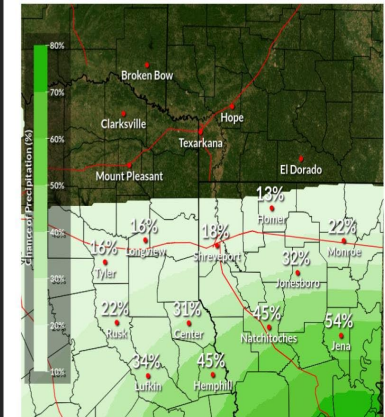 80%
Broken Bow
70%
Clarksville
Hope
Texarkana
60%
Mount Pleasant
El Dorado
50%
Chance of Precipitation (%)
13%
Homer
40%
16%
Longview
18%
Shreveport
22%
Monroe
16%
Tyler
32%
Jonesboro
30%
22%
Rusk
31%
Center
45%
Natchitoches
54%
Jena
20%
34%
Lufkin
45%
Hemphill
10%